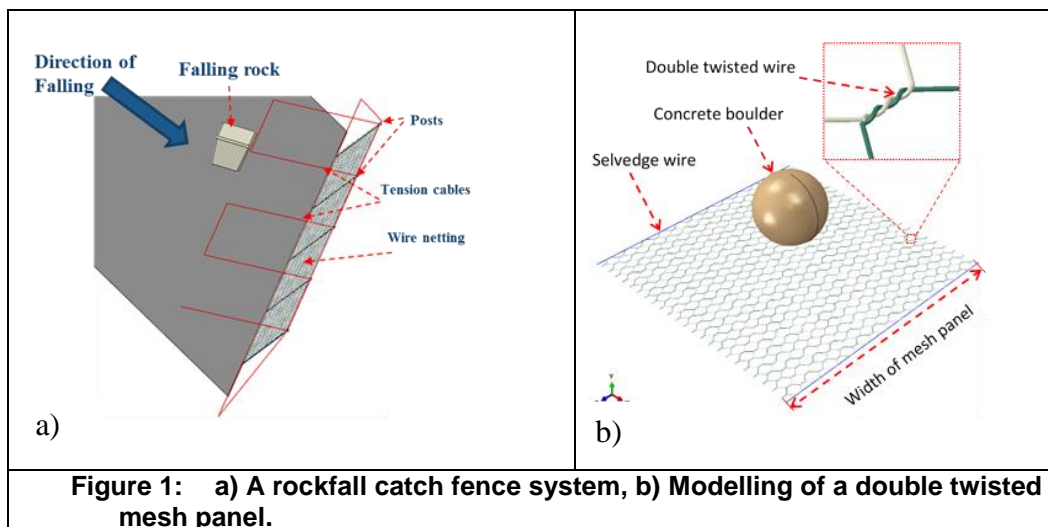 Direction of
Falling
Falling rock
Posts
Tension cables
Wire netting
a)
Double twisted wire
Concrete boulder
Selvedge wire
Width of mesh panel
Y
b)
Figure 1: a) A rockfall catch fence system, b) Modelling of a double twisted
mesh panel.